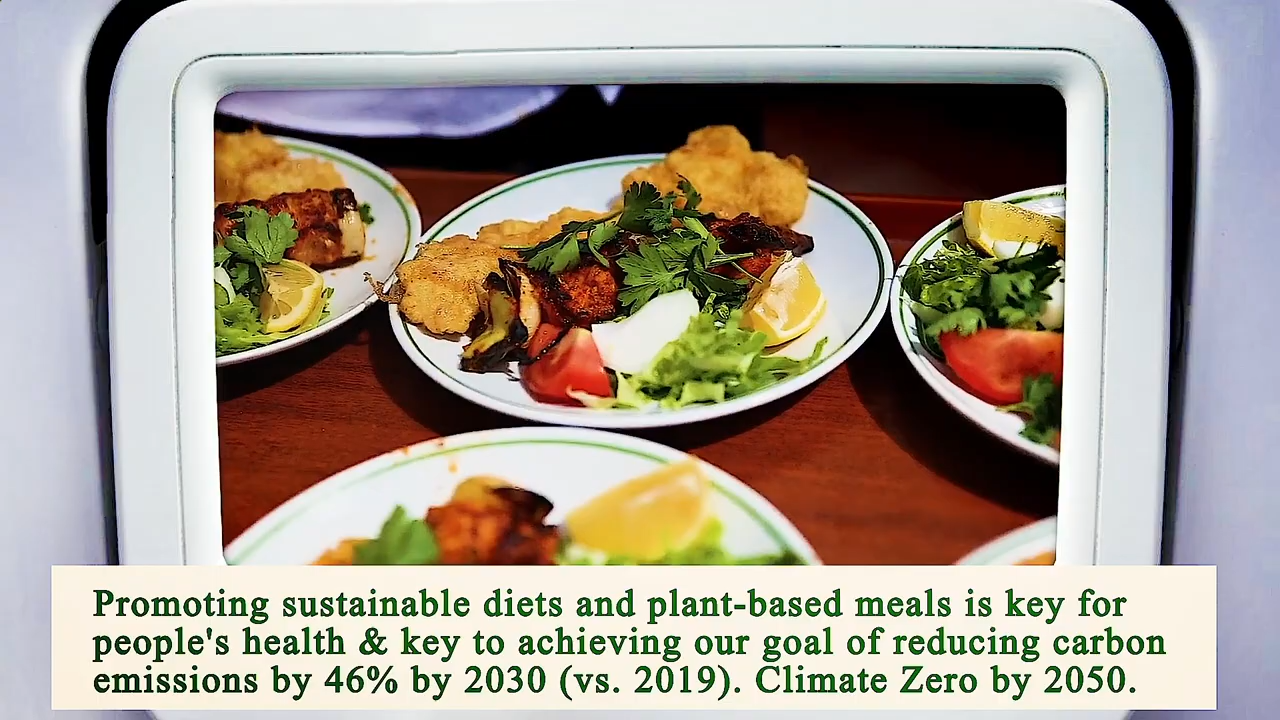 Promoting sustainable diets and plant-based meals is key for
people's health & key to achieving our goal of reducing carbon
emissions by 46% by 2030 (vs. 2019). Climate Zero by 2050.